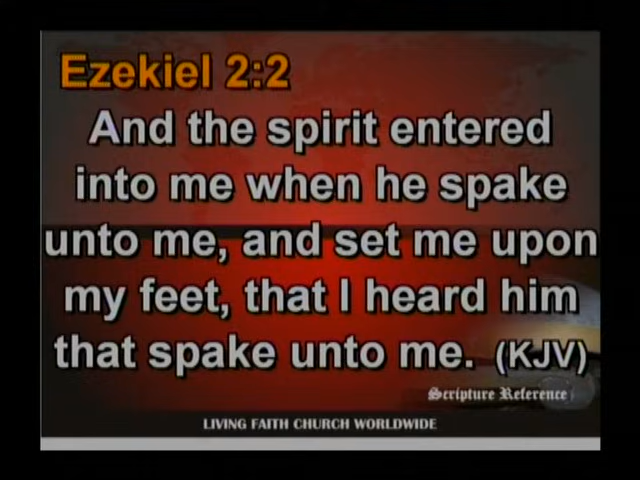 Ezekiel 2:2
And the spirit entered
into me when he spake
unto me, and set me upon
my feet, that I heard him
that spake unto me. (KJV)
Scripture Reference
LIVING FAITH CHURCH WORLDWIDE